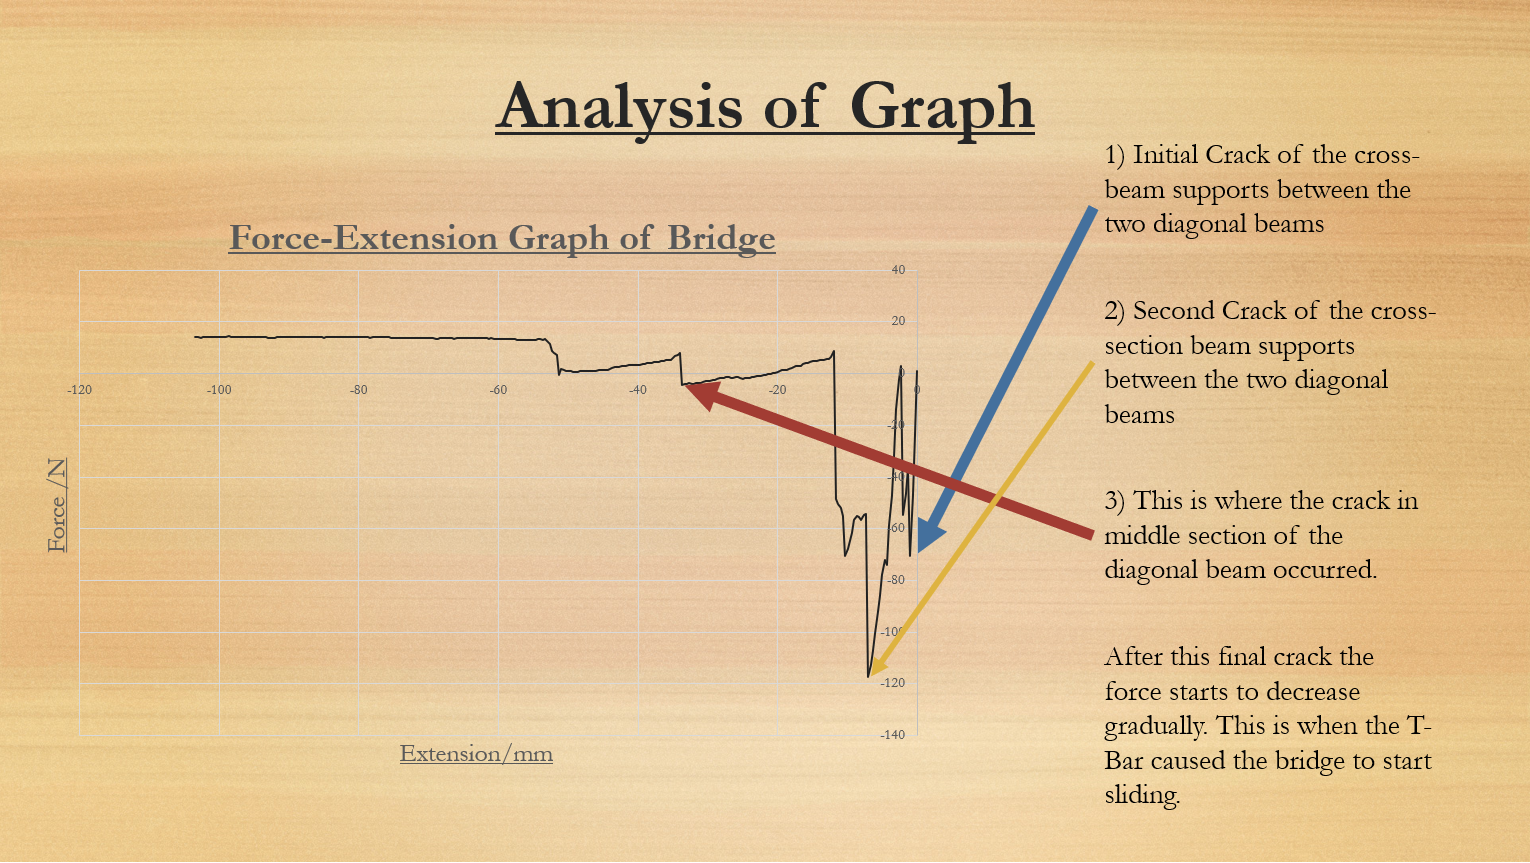 Analysis of Graph
1) Initial Crack of the cross-
beam supports between the
two diagonal beams
Force-Extension Graph of Bridge
40
20
0
-120
-100
-80
-60
-40
-20
0
-20
-40
-60
-80
-100
-120
-140
Force /N
Extension/mm
2) Second Crack of the cross-
section beam supports
between the two diagonal
beams
3) This is where the crack in
middle section of the
diagonal beam occurred.
After this final crack the
force starts to decrease
gradually. This is when the T-
Bar caused the bridge to start
sliding.